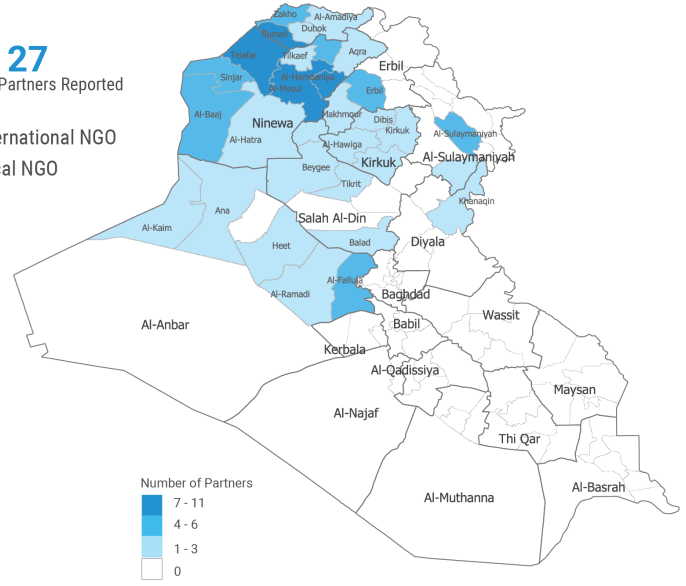 27
Partners Reported
ernational NGO
cal NGO
Zakho
Al-Amadiya
Sumail
Duhok
Telafar
Tilkaef
Aqra
Erbil
Sinjar
Al-Hamdaniya
Al-Mosul
Erbil
Al-Baaj
Ninewa
Makhmour
Dibis
Kirkuk
Al-Sulaymaniyah
Al-Hatra
Al-Hawiga
Al-Sulaymaniyah
Kirkuk
Beygee
Tikrit
Khanaqin
Ana
Salah Al-Din
Al-Kaim
Heet
Balad
Diyala
Al-Falluja
Al-Ramadi
Baghdad
Al-Anbar
Wassit
Babil
Kerbala
Al-Qadissiya
Maysan
Al-Najaf
Thi Qar
Al-Muthanna
Al-Basrah
Number of Partners
7 - 11
4 - 6
1 - 3
0